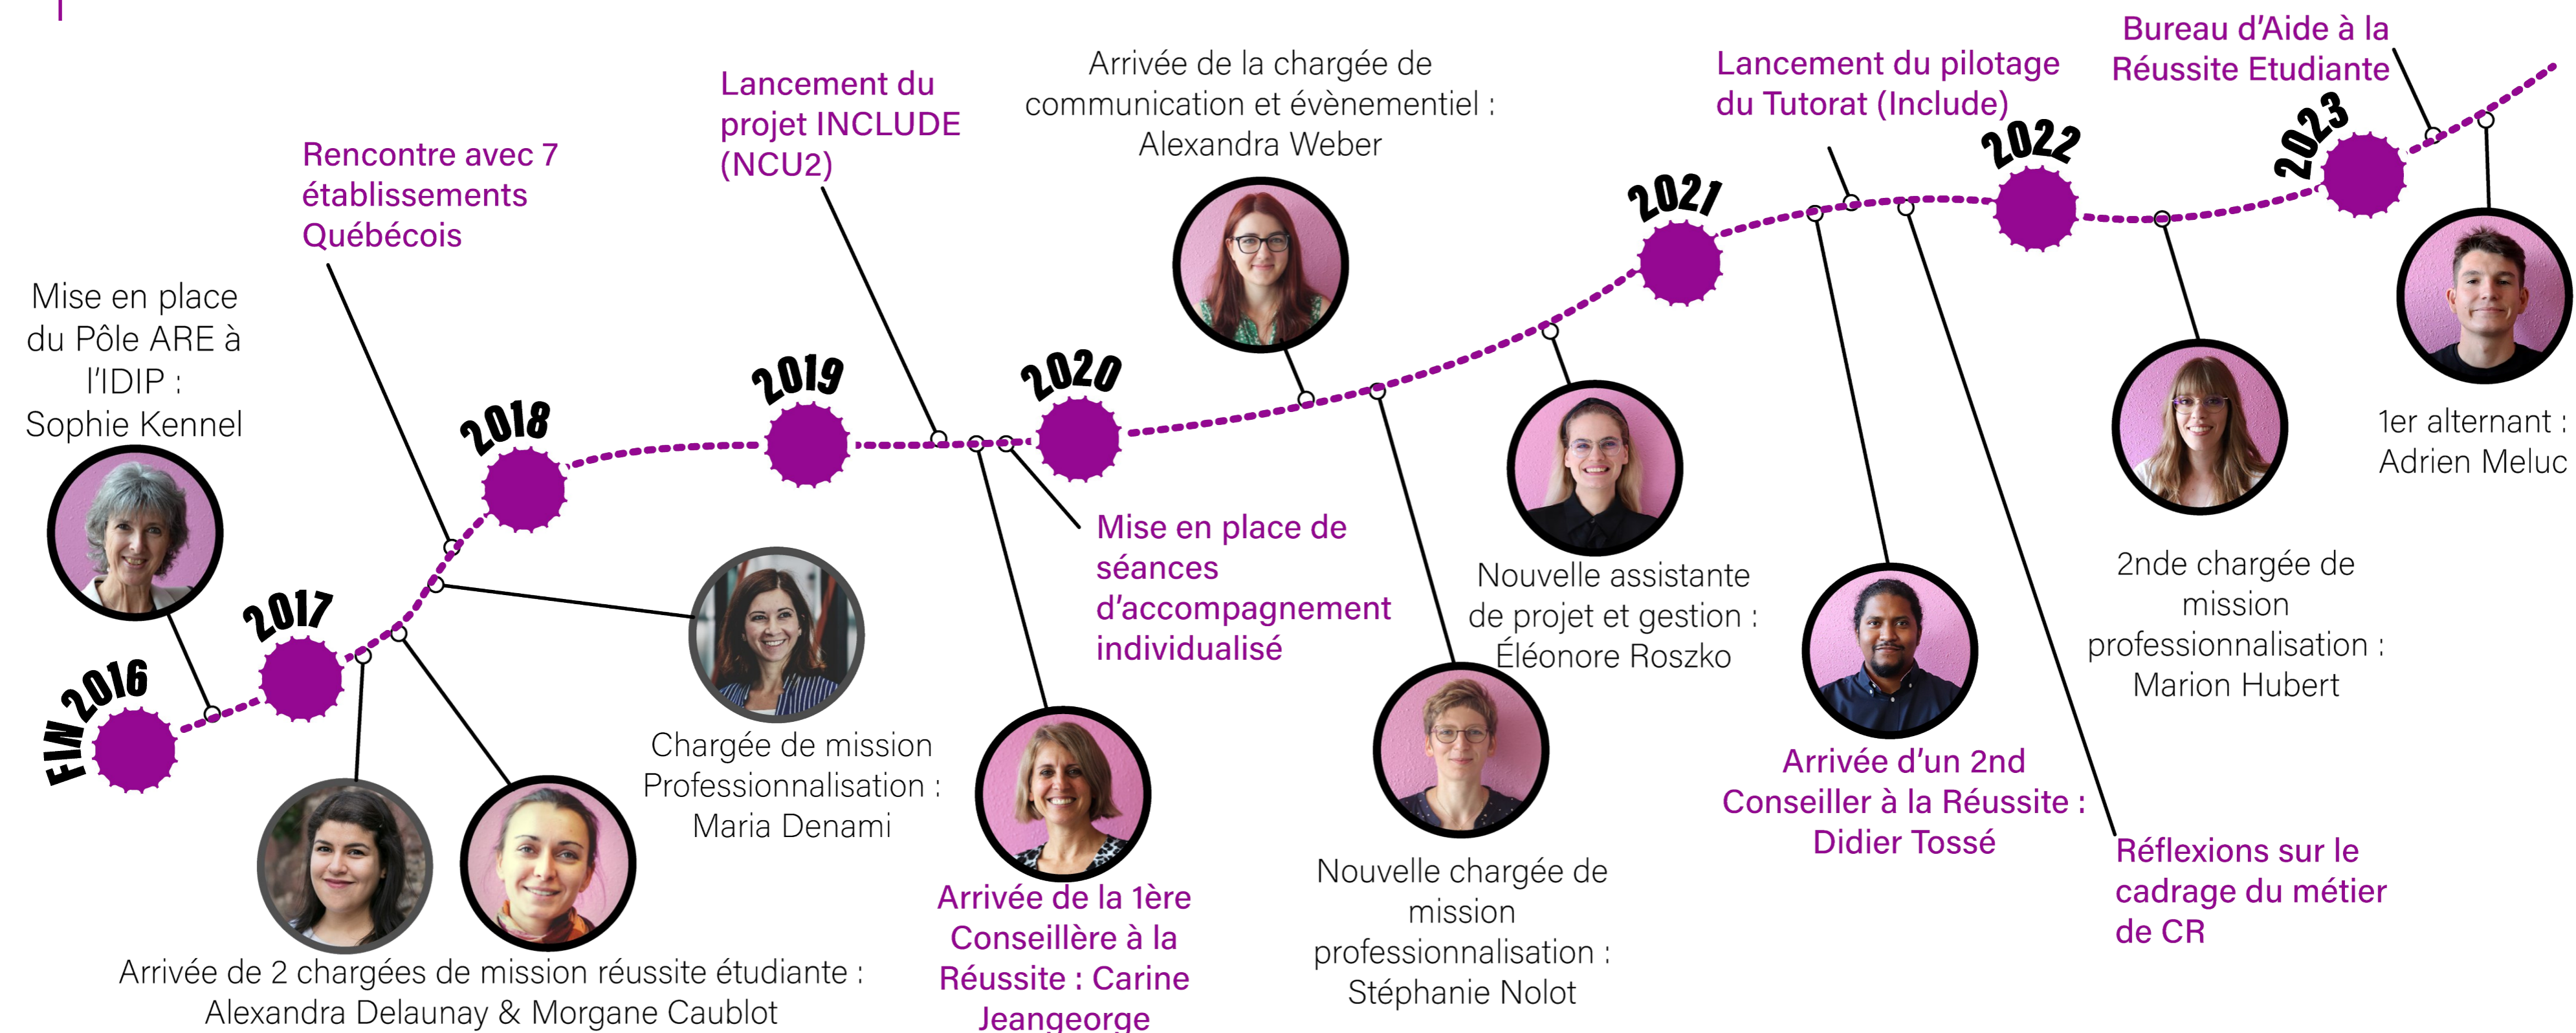 FIN 2016
Mise en place
du Pôle ARE à
l'IDIP :
Sophie Kennel
2017
Arrivée de 2 chargées de mission réussite étudiante :
Alexandra Delaunay & Morgane Caublot
Chargée de mission
Professionnalisation :
Maria Denami
Rencontre avec 7
établissements
Québécois
2018
2019
Lancement du
projet INCLUDE
(NCU2)
Arrivée de la 1ère
Conseillère à la
Réussite : Carine
Jeangeorge
Mise en place de
séances
d'accompagnement
individualisé
2020
Arrivée de la chargée de
communication et évènementiel :
Alexandra Weber
Nouvelle chargée de
mission
professionnalisation :
Stéphanie Nolot
Nouvelle assistante
de projet et gestion :
Éléonore Roszko
2021
Arrivée d'un 2nd
Conseiller à la Réussite :
Didier Tossé
Lancement du pilotage
du Tutorat (Include)
Réflexions sur le
cadrage du métier
de CR
2022
2nde chargée de
mission
professionnalisation :
Marion Hubert
2023
Bureau d'Aide à la
Réussite Etudiante
1er alternant :
Adrien Meluc